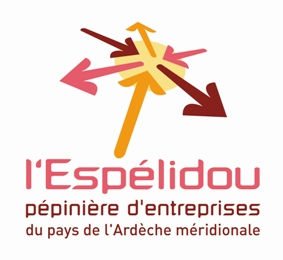 l'Espélidou
pépinière d'entreprises
du pays de l'Ardèche méridionale